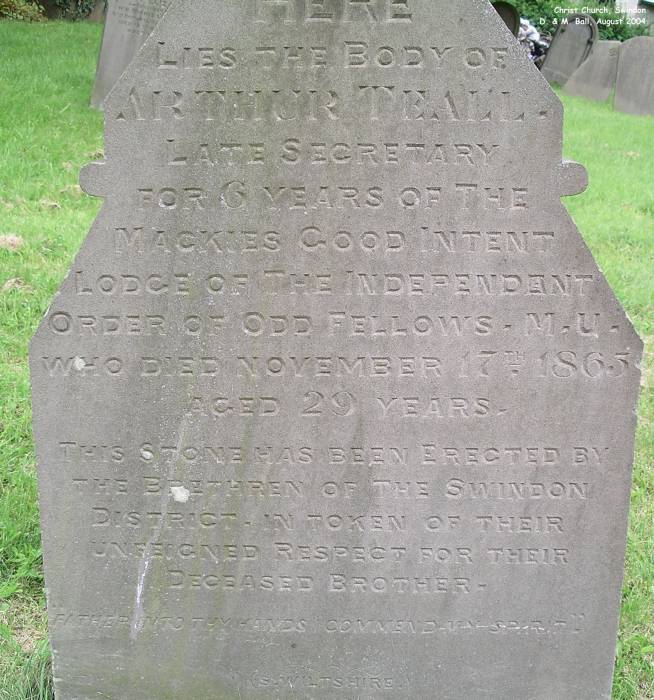 Christ Church, Swindon
D. & M. Ball, August 2004
HERE
LIES THE BODY OF
ARTHUR TEALL.
LATE SECRETARY
FOR 6 YEARS OF THE
MACKIES GOOD INTENT
LODGE OF THE INDEPENDANT
ORDER OF ODD FELLOWS. M.U.
WHO DIED NOVEMBER 17TH 1865
AGED 29 YEARS.
THIS STONE HAS BEEN ERECTED BY
THE BRETHREN OF THE SWINDON
DISTRICT. IN TOKEN OF THEIR
UNFEIGNED RESPECT FOR THEIR
DECEASED BROTHER.
FATHER INTO THY HANDS COMMEND MY SPIRIT
WILTSHIRE